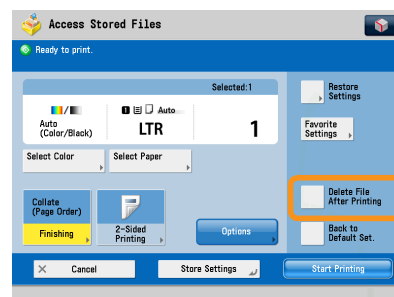 Access Stored Files
Ready to print.
Selected:1
Auto
(Color/Black)
Auto
LTR
1
Select Color
Select Paper
Collate
(Page Order)
Finishing
2-Sided
Printing
Options
Restore
Settings
Favorite
Settings
Delete File
After Printing
Back to
Default Set.
Cancel
Store Settings
Start Printing